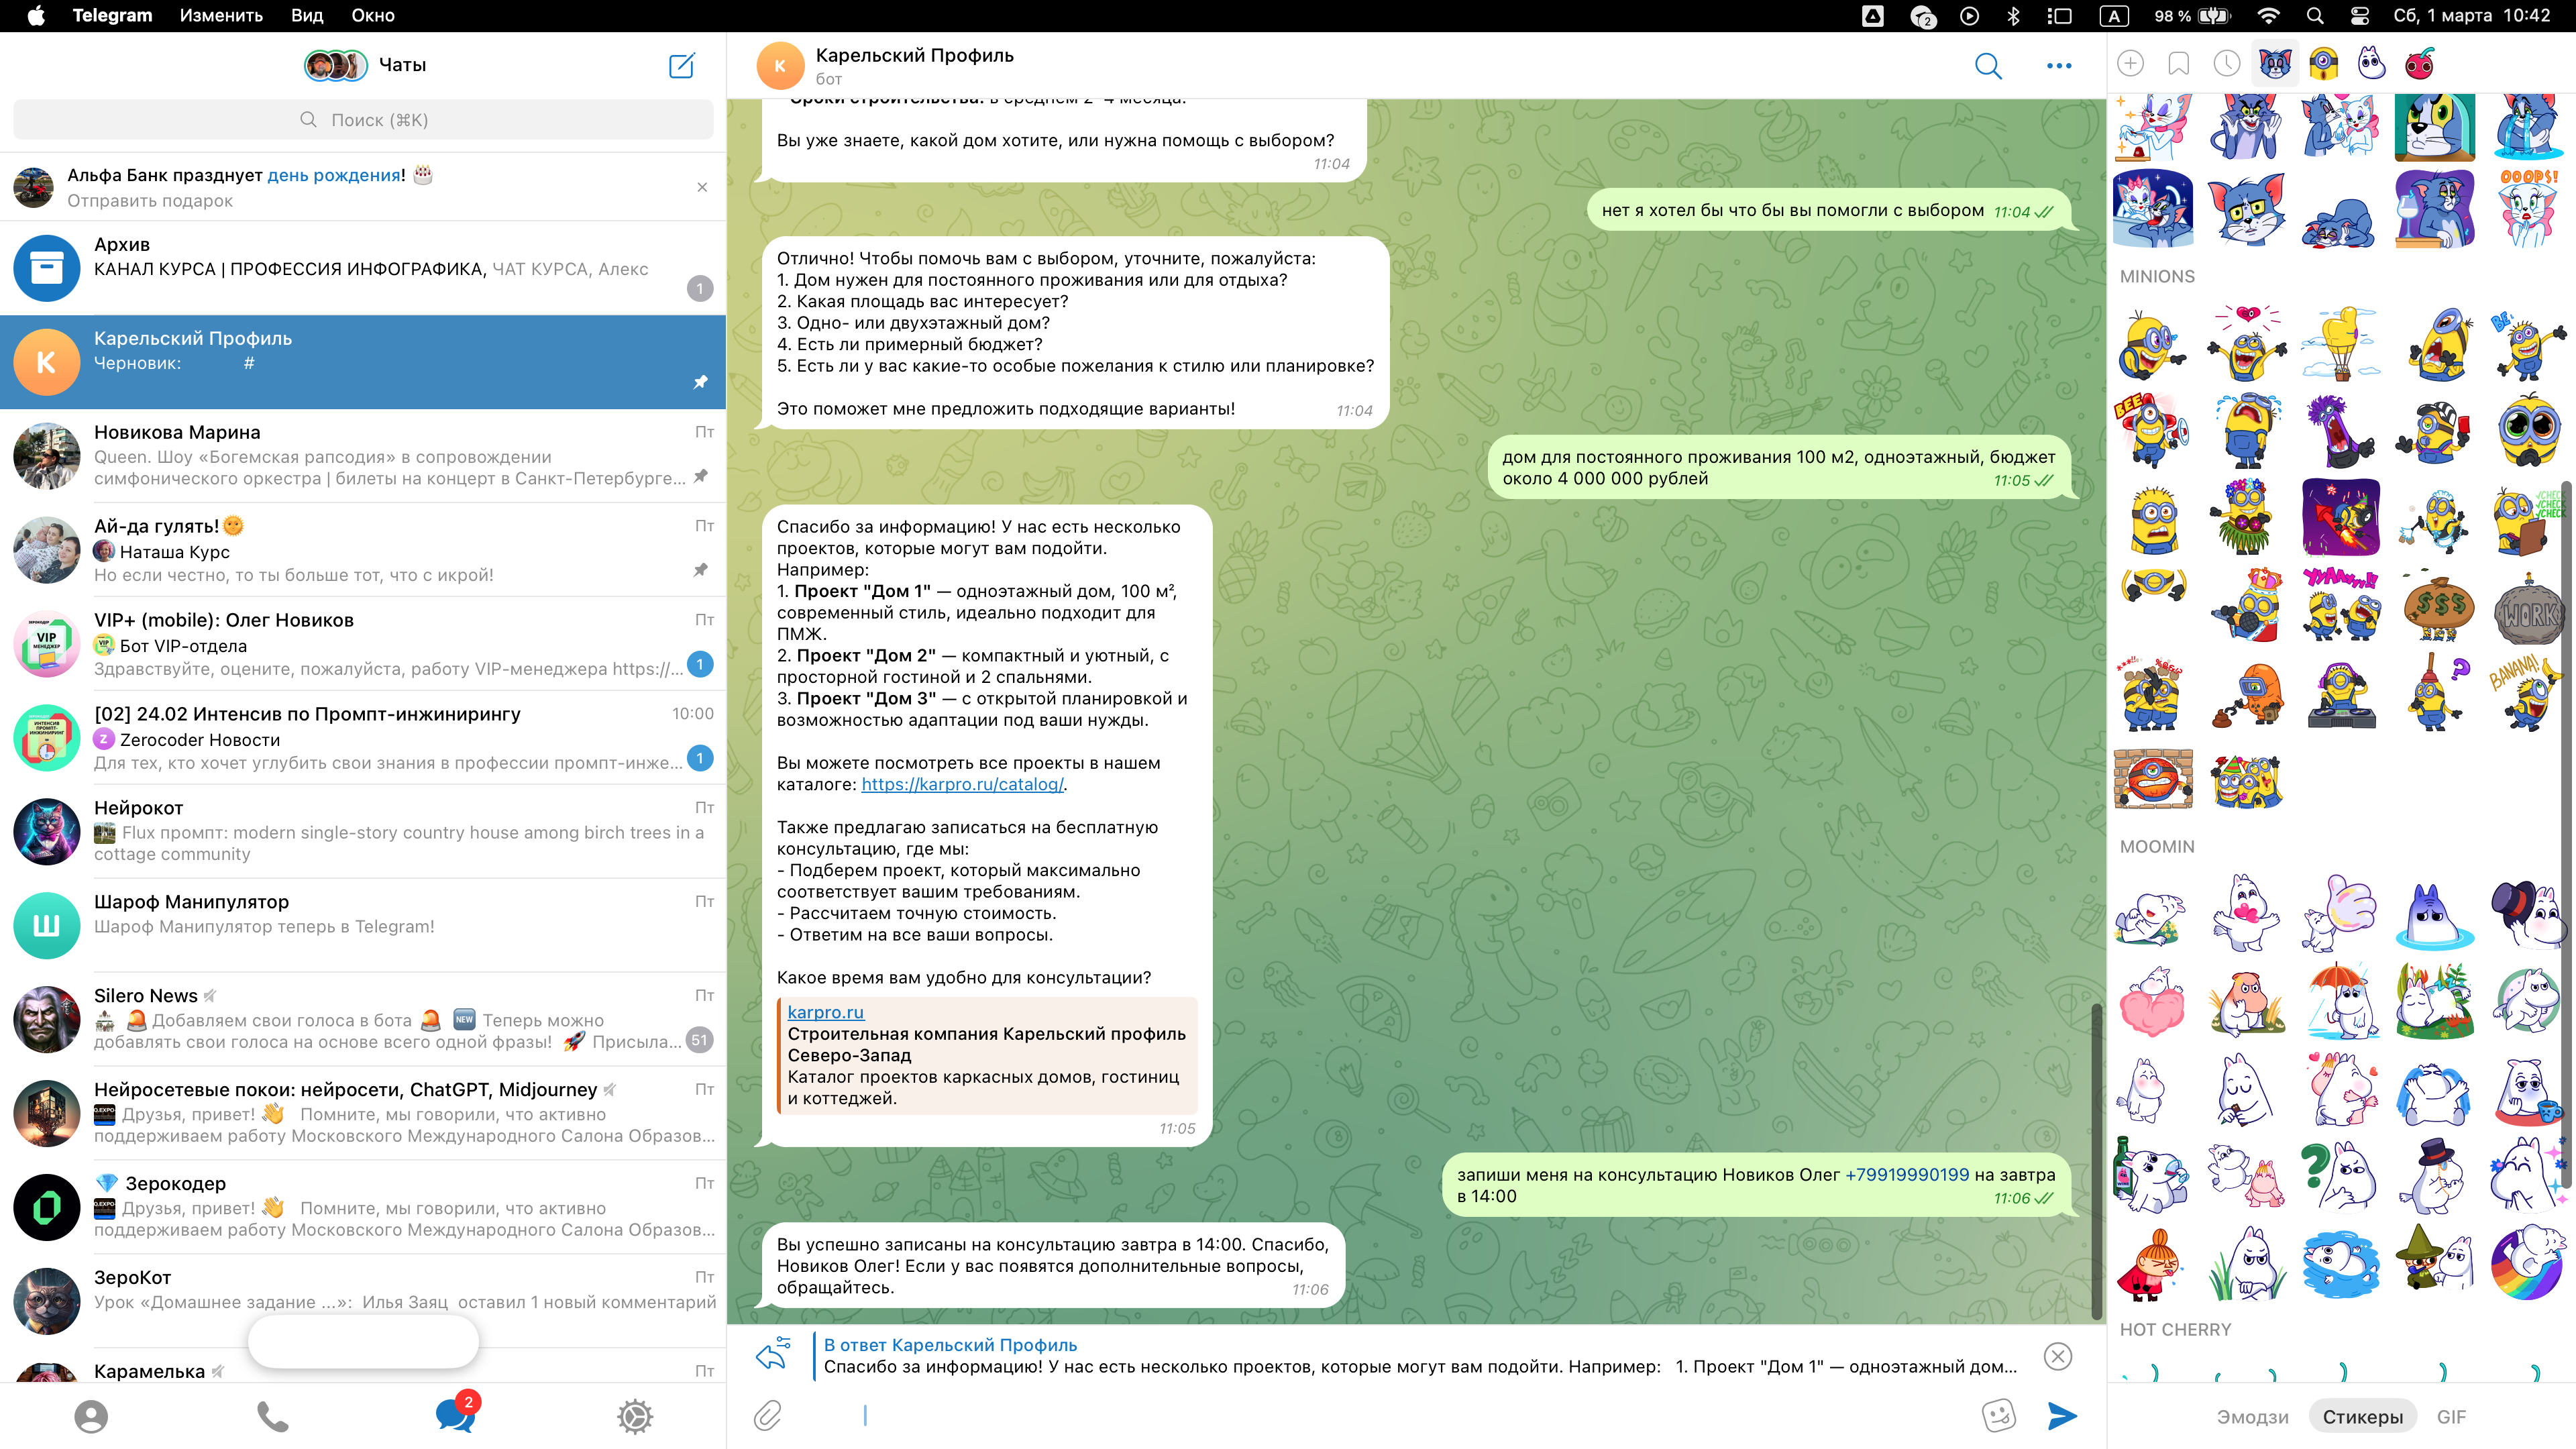 Telegram Изменить Вид Окно
2 A 98 % Сб, 1 марта 10:42
Чаты
Поиск (⌘K)
Альфа Банк празднует день рождения! 🎂
Отправить подарок
Архив
КАНАЛ КУРСА | ПРОФЕССИЯ ИНФОГРАФИКА, ЧАТ КУРСА, Алекс
1
К
Карельский Профиль
Черновик: #
Новикова Марина Пт
Queen. Шоу «Богемская рапсодия» в сопровождении
симфонического оркестра | билеты на концерт в Санкт-Петербурге...
Ай-да гулять!🌞 Пт
Наташа Курс
Но если честно, то ты больше тот, что с икрой!
VIP МЕНЕДЖЕР
VIP+ (mobile): Олег Новиков Пт
Бот VIP-отдела
Здравствуйте, оцените, пожалуйста, работу VIP-менеджера https://... 1
[02] 24.02 Интенсив по Промпт-инжинирингу 10:00
Z Zerocoder Новости
Для тех, кто хочет углубить свои знания в профессии промпт-инже... 1
Нейрокот Пт
Flux промпт: modern single-story country house among birch trees in a
cottage community
Ш
Шароф Манипулятор Пт
Шароф Манипулятор теперь в Telegram!
Silero News Пт
🚨 Добавляем свои голоса в бота 🚨 🆕 Теперь можно
добавлять свои голоса на основе всего одной фразы! 🚀 Присыла... 51
Нейросетевые покои: нейросети, ChatGPT, Midjourney Пт
Друзья, привет! 👋 Помните, мы говорили, что активно
поддерживаем работу Московского Международного Салона Образов...
💎 Зерокодер Пт
Друзья, привет! 👋 Помните, мы говорили, что активно
поддерживаем работу Московского Международного Салона Образов...
ЗероКот Пт
Урок «Домашнее задание ...»: Илья Заяц оставил 1 новый комментарий
Карамелька Пт
2
К
Карельский Профиль
бот
Сроки строительства: в среднем 2-4 месяца.
Вы уже знаете, какой дом хотите, или нужна помощь с выбором?
11:04
нет я хотел бы что бы вы помогли с выбором 11:04
Отлично! Чтобы помочь вам с выбором, уточните, пожалуйста:
1. Дом нужен для постоянного проживания или для отдыха?
2. Какая площадь вас интересует?
3. Одно- или двухэтажный дом?
4. Есть ли примерный бюджет?
5. Есть ли у вас какие-то особые пожелания к стилю или планировке?
Это поможет мне предложить подходящие варианты! 11:04
дом для постоянного проживания 100 м2, одноэтажный, бюджет
около 4 000 000 рублей 11:05
Спасибо за информацию! У нас есть несколько
проектов, которые могут вам подойти.
Например:
1. Проект "Дом 1" — одноэтажный дом, 100 м²,
современный стиль, идеально подходит для
ПМЖ.
2. Проект "Дом 2" — компактный и уютный, с
просторной гостиной и 2 спальнями.
3. Проект "Дом 3" — с открытой планировкой и
возможностью адаптации под ваши нужды.
Вы можете посмотреть все проекты в нашем
каталоге: https://karpro.ru/catalog/.
Также предлагаю записаться на бесплатную
консультацию, где мы:
- Подберем проект, который максимально
соответствует вашим требованиям.
- Рассчитаем точную стоимость.
- Ответим на все ваши вопросы.
Какое время вам удобно для консультации?
karpro.ru
Строительная компания Карельский профиль
Северо-Запад
Каталог проектов каркасных домов, гостиниц
и коттеджей.
11:05
запиши меня на консультацию Новиков Олег +79919990199 на завтра
в 14:00 11:06
Вы успешно записаны на консультацию завтра в 14:00. Спасибо,
Новиков Олег! Если у вас появятся дополнительные вопросы,
обращайтесь. 11:06
В ответ Карельский Профиль
Спасибо за информацию! У нас есть несколько проектов, которые могут вам подойти. Например: 1. Проект "Дом 1" — одноэтажный дом...
OOOPS!
MINIONS
BEE
CHECK
CHECK
YYAAYYY!!
$$$
WORK
BANANA!
MOOMIN
HOT CHERRY
Эмодзи Стикеры GIF